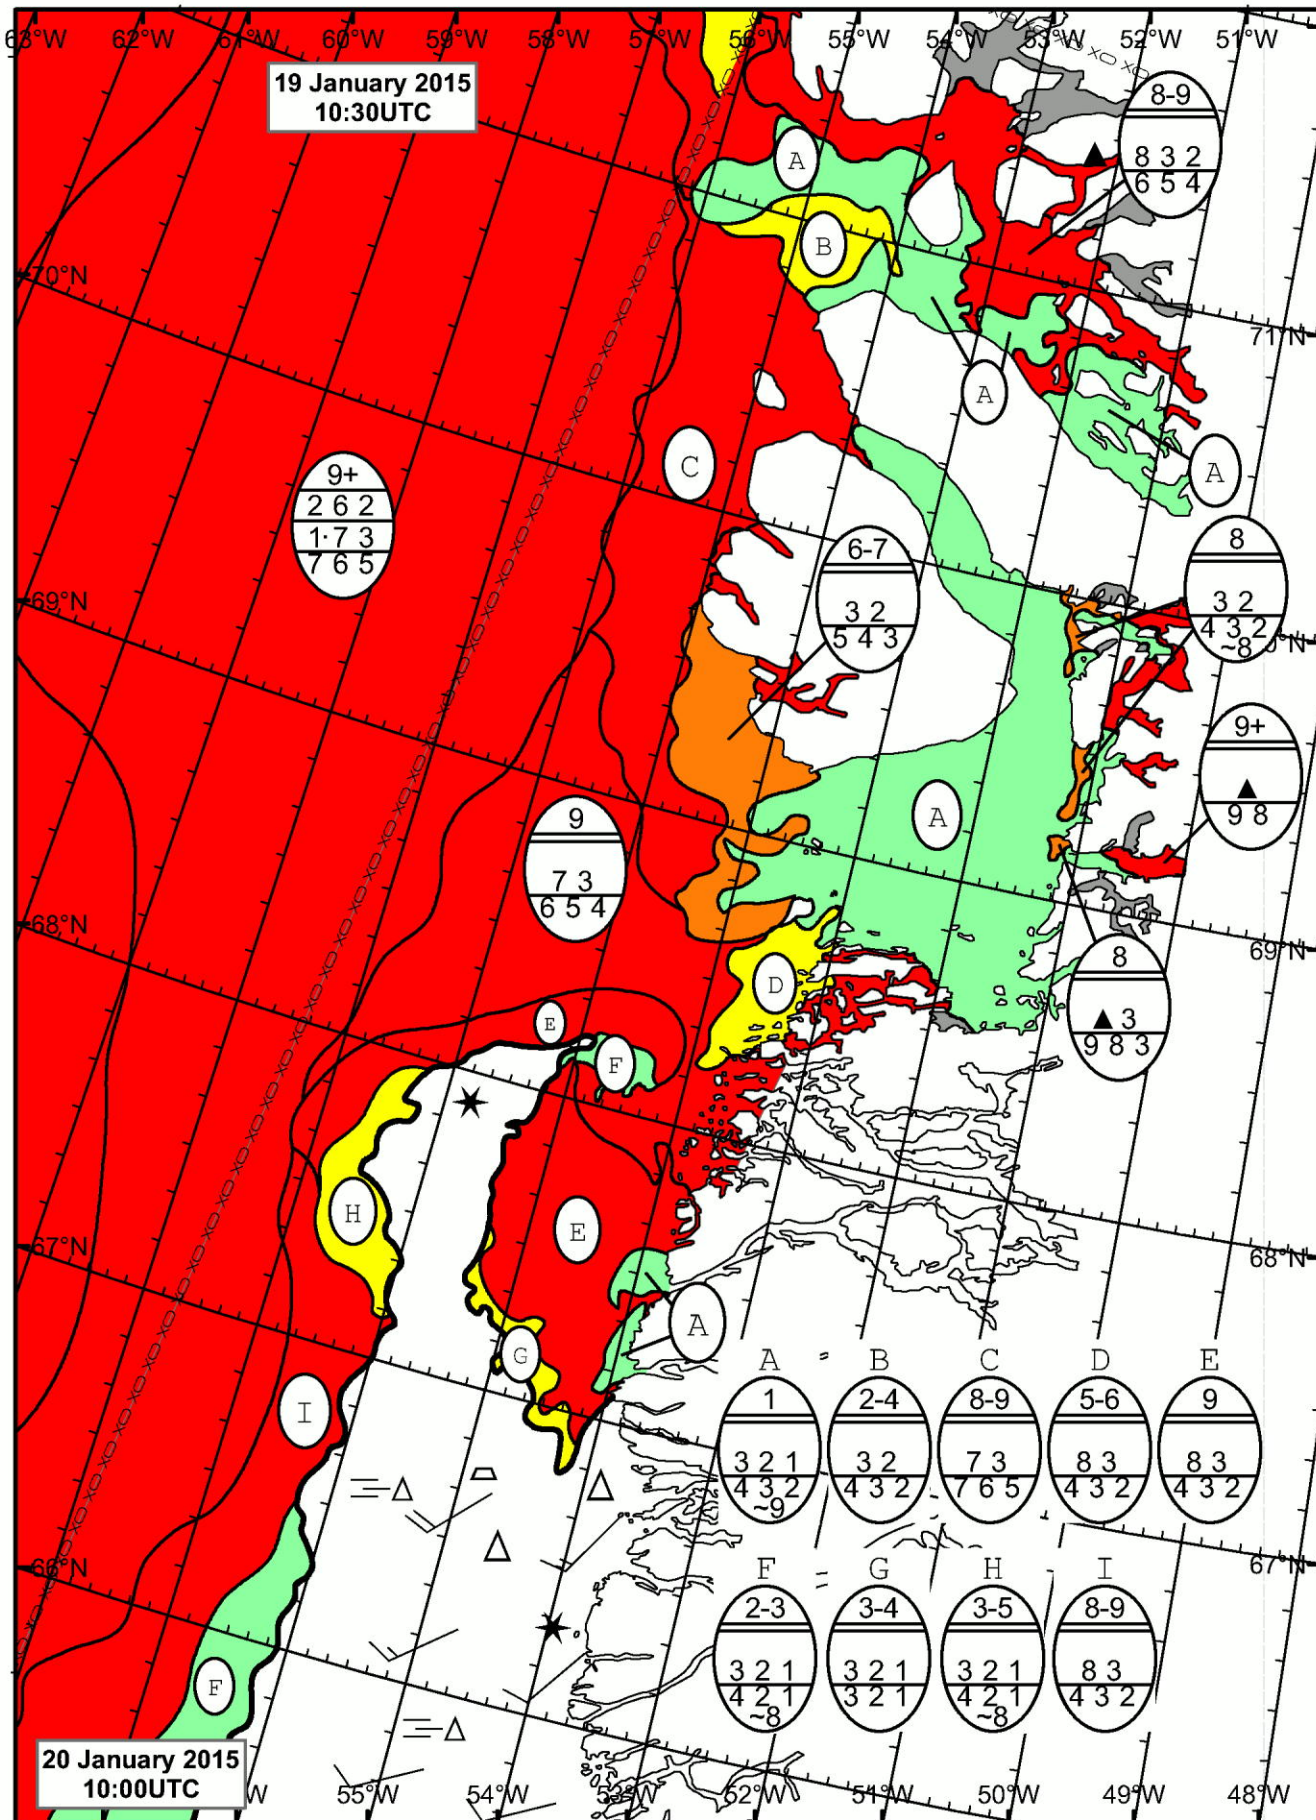 63°W 62°W 61°W 60°W 59°W 58°W 57°W 56°W 55°W 54°W 53°W 52°W 51°W
19 January 2015
10:30UTC
8-9
8 3 2
6 5 4
A
B
70°N
71°N
A
C
A
9+
2 6 2
1·7 3
7 6 5
6-7
3 2
5 4 3
8
3 2
4 3 2
~8
69°N
0°N
9+
9 8
9
7 3
6 5 4
A
68°N
69°N
8
3
9 8 3
D
E
F
H
E
67°N
68°N
A
G
I
A = B C D E
1
3 2 1
4 3 2
~9
2-4
3 2
4 3 2
8-9
7 3
7 6 5
5-6
8 3
4 3 2
9
8 3
4 3 2
66°N
67°N
F = G H I
2-3
3 2 1
4 2 1
~8
3-4
3 2 1
3 2 1
3-5
3 2 1
4 2 1
~8
8-9
8 3
4 3 2
F
20 January 2015
10:00UTC
°W 55°W 54°W 53°W 52°W 51°W 50°W 49°W 48°W